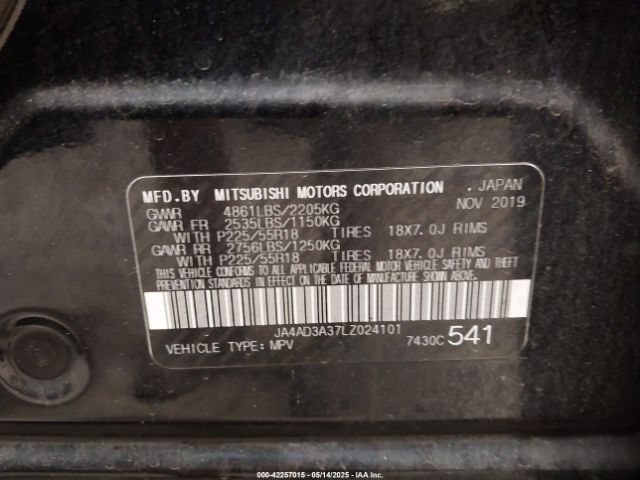 MFD.BY MITSUBISHI MOTORS CORPORATION . JAPAN
GVWR 4861LBS/2205KG NOV 2019
GAWR FR 2535LBS/1150KG
WITH P225/55R18 TIRES 18X7.0J RIMS
GAWR RR 2756LBS/1250KG
WITH P225/55R18 TIRES 18X7.0J RIMS
THIS VEHICLE CONFORMS TO ALL APPLICABLE FEDERAL MOTOR VEHICLE SAFETY AND THEFT
PREVENTION STANDARDS IN EFFECT ON THE DATE OF MANUFACTURE SHOWN ABOVE.
JA4AD3A37LZ024101
VEHICLE TYPE: MPV 7430C 541
000-42257015 - 05/14/2025 - IAA Inc.